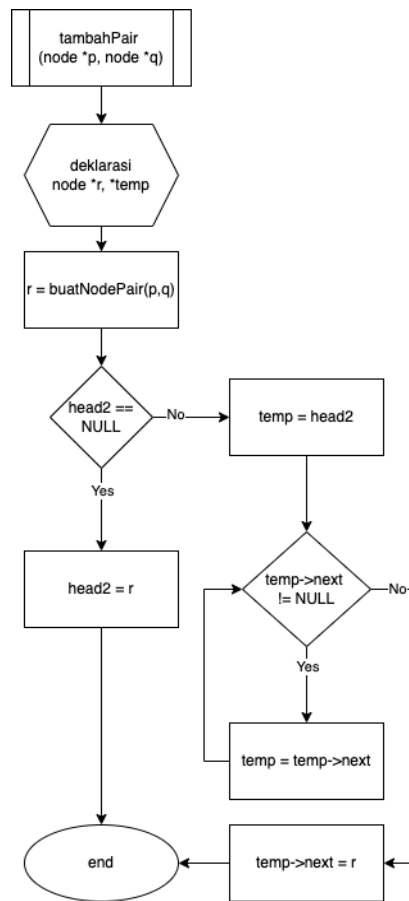 tambahPair
(node *p, node *q)
deklarasi
node *r, *temp
r = buatNodePair(p,q)
head2 ==
NULL
No
temp = head2
Yes
head2 = r
temp->next
!= NULL
No
Yes
temp = temp->next
temp->next = r
end